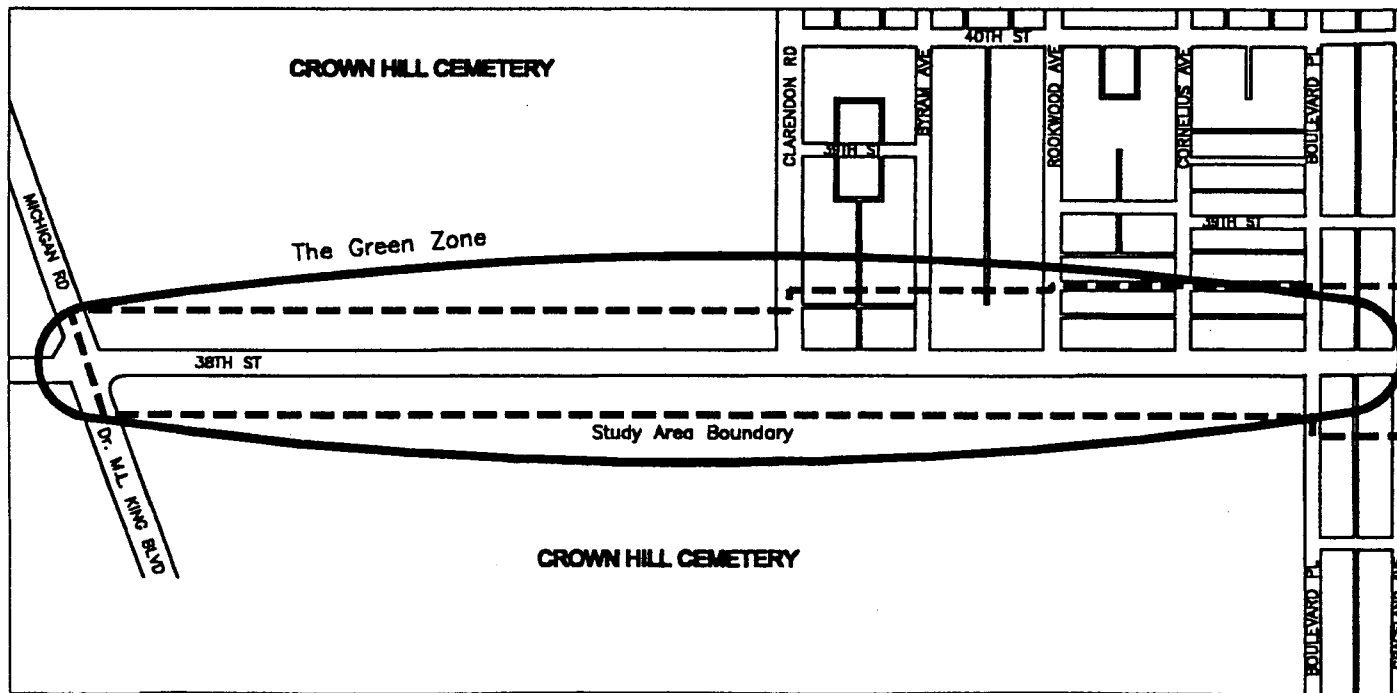 40TH ST
CROWN HILL CEMETERY
CLARENDON RD
BYRAM AVE
ROOKWOOD AVE
CORNELIUS AVE
BOULEVARD PL
39TH ST
MICHIGAN RD
39TH ST
The Green Zone
38TH ST
Study Area Boundary
Dr. M.L. KING BLVD
CROWN HILL CEMETERY
BOULEVARD PL